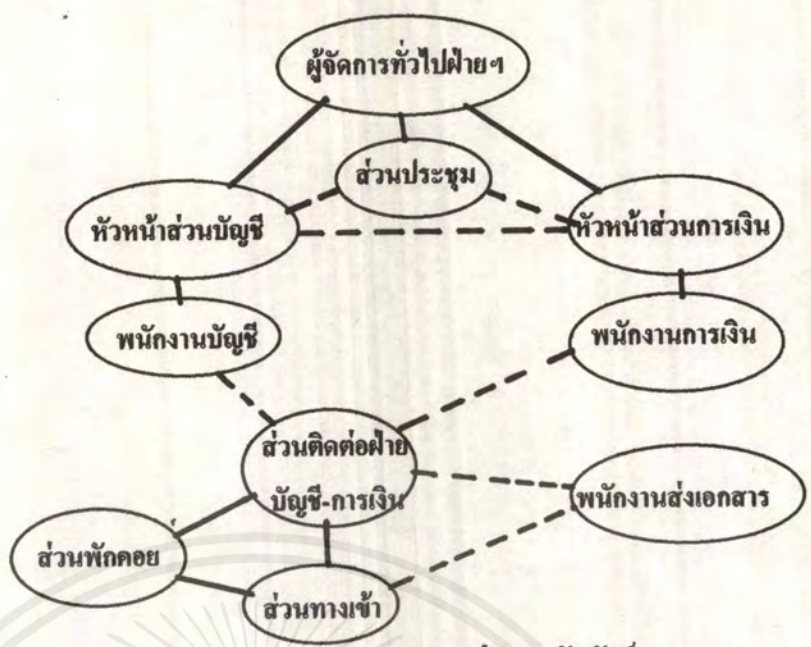 ผู้จัดการทั่วไปฝ่ายฯ
ส่วนประชุม
หัวหน้าส่วนบัญชี
หัวหน้าส่วนการเงิน
พนักงานบัญชี
พนักงานการเงิน
ส่วนติดต่อฝ่าย
บัญชี-การเงิน
พนักงานส่งเอกสาร
ส่วนพักคอย
ส่วนทางเข้า